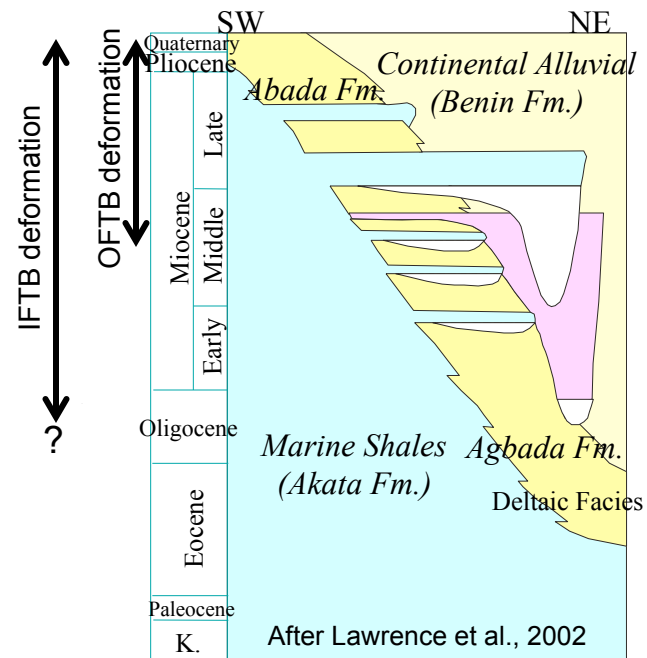 SW
NE
Quaternary
Pliocene
Late
Miocene
Middle
Early
Oligocene
Eocene
Paleocene
K.
IFTB deformation
?
OFTB deformation
Abada Fm.
Continental Alluvial
(Benin Fm.)
Marine Shales
(Akata Fm.)
Agbada Fm.
Deltaic Facies
After Lawrence et al., 2002